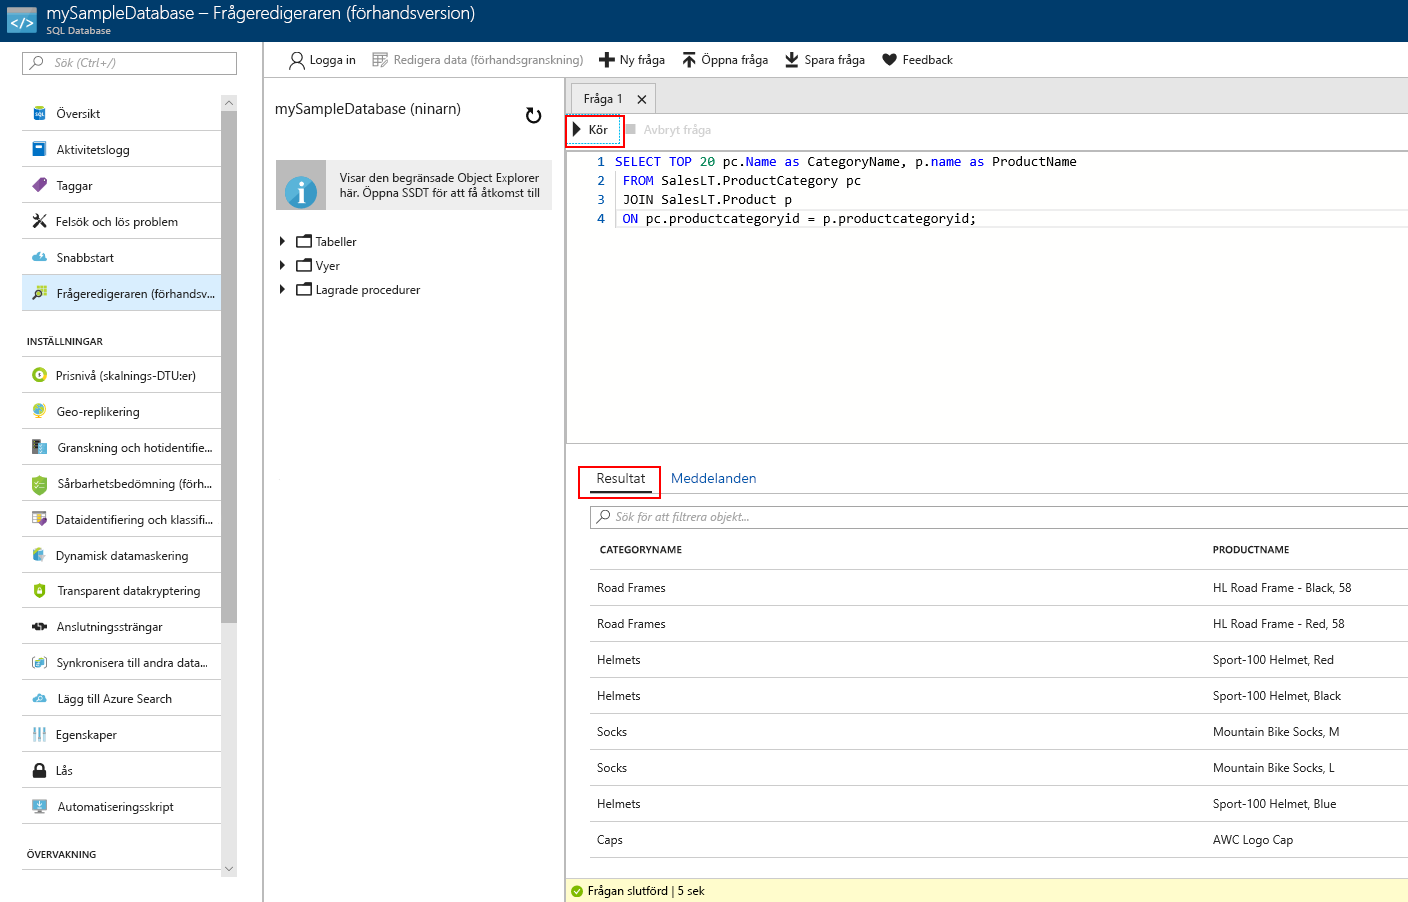 mySampleDatabase – Frågeredigeraren (förhandsversion)
SQL Database
Sök (Ctrl+/)
Översikt
Aktivitetslogg
Taggar
Felsök och lös problem
Snabbstart
Frågeredigeraren (förhandsv...
INSTÄLLNINGAR
Prisnivå (skalnings-DTU:er)
Geo-replikering
Granskning och hotidentifie...
Sårbarhetsbedömning (förh...
Dataidentifiering och klassifi...
Dynamisk datamaskering
Transparent datakryptering
Anslutningssträngar
Synkronisera till andra data...
Lägg till Azure Search
Egenskaper
Lås
Automatiseringsskript
ÖVERVAKNING
Logga in
Redigera data (förhandsgranskning)
Ny fråga
Öppna fråga
Spara fråga
Feedback
mySampleDatabase (ninarn)
Visar den begränsade Object Explorer
här. Öppna SSDT för att få åtkomst till
Tabeller
Vyer
Lagrade procedurer
Fråga 1
Kör
Avbryt fråga
1 SELECT TOP 20 pc.Name as CategoryName, p.name as ProductName
2 FROM SalesLT.ProductCategory pc
3 JOIN SalesLT.Product p
4 ON pc.productcategoryid = p.productcategoryid;
Resultat
Meddelanden
Sök för att filtrera objekt...
CATEGORYNAME PRODUCTNAME
Road Frames HL Road Frame - Black, 58
Road Frames HL Road Frame - Red, 58
Helmets Sport-100 Helmet, Red
Helmets Sport-100 Helmet, Black
Socks Mountain Bike Socks, M
Socks Mountain Bike Socks, L
Helmets Sport-100 Helmet, Blue
Caps AWC Logo Cap
Frågan slutförd | 5 sek